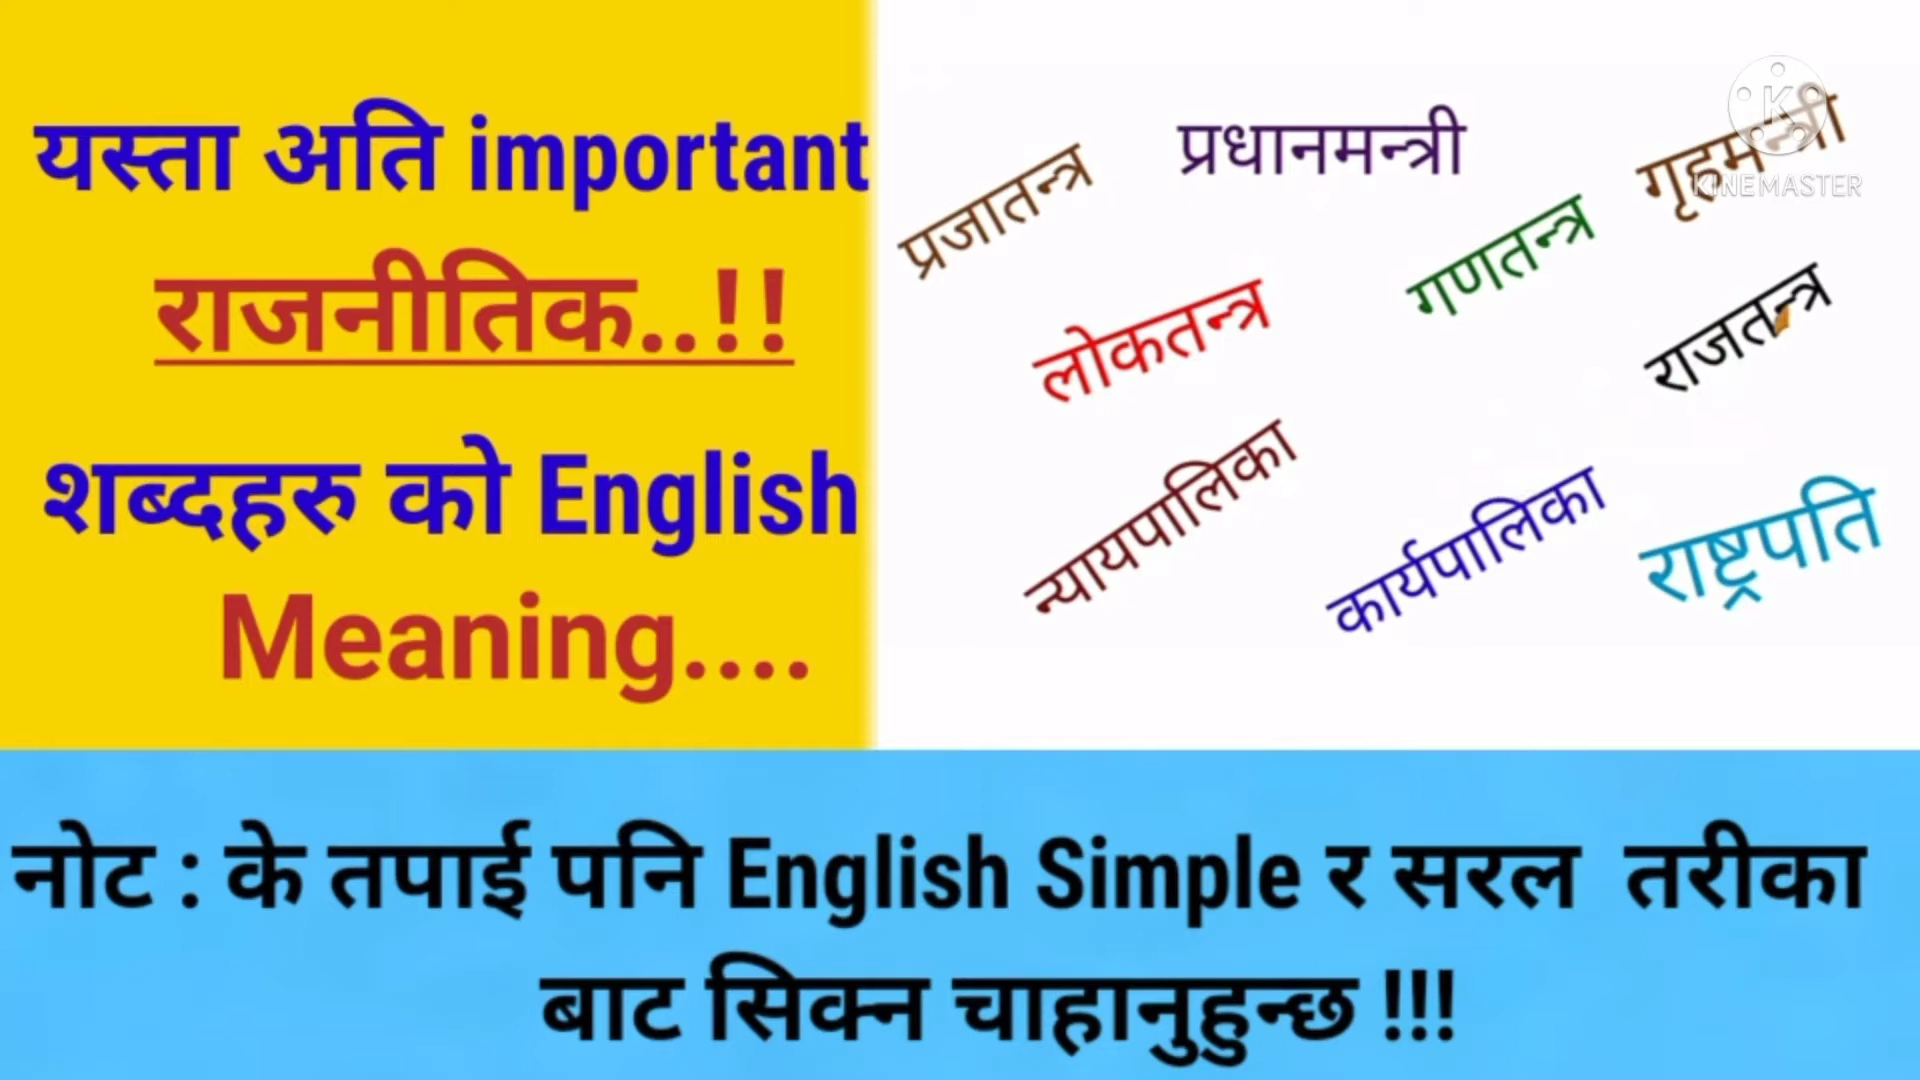 यस्ता अति important
राजनीतिक..!!
शब्दहरु को English
Meaning....
प्रजातन्त्र
प्रधानमन्त्री
गृहमन्त्री
लोकतन्त्र
गणतन्त्र
राजतन्त्र
न्यायपालिका
कार्यपालिका
राष्ट्रपति
K
KINEMASTER
नोट : के तपाई पनि English Simple र सरल तरीका
बाट सिक्न चाहानुहुन्छ !!!